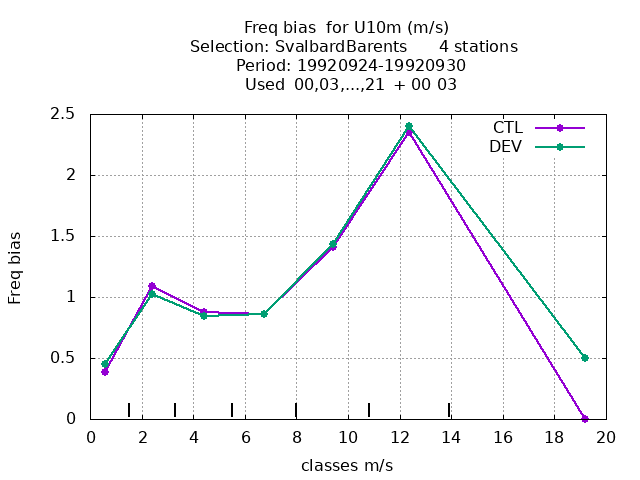 Freq bias  for U10m (m/s)
Selection: SvalbardBarents      4 stations
Period: 19920924-19920930
Used  00,03,...,21  + 00 03
CTL
DEV
2.5
2
1.5
1
0.5
0
Freq bias
0 2 4 6 8 10 12 14 16 18 20
classes m/s